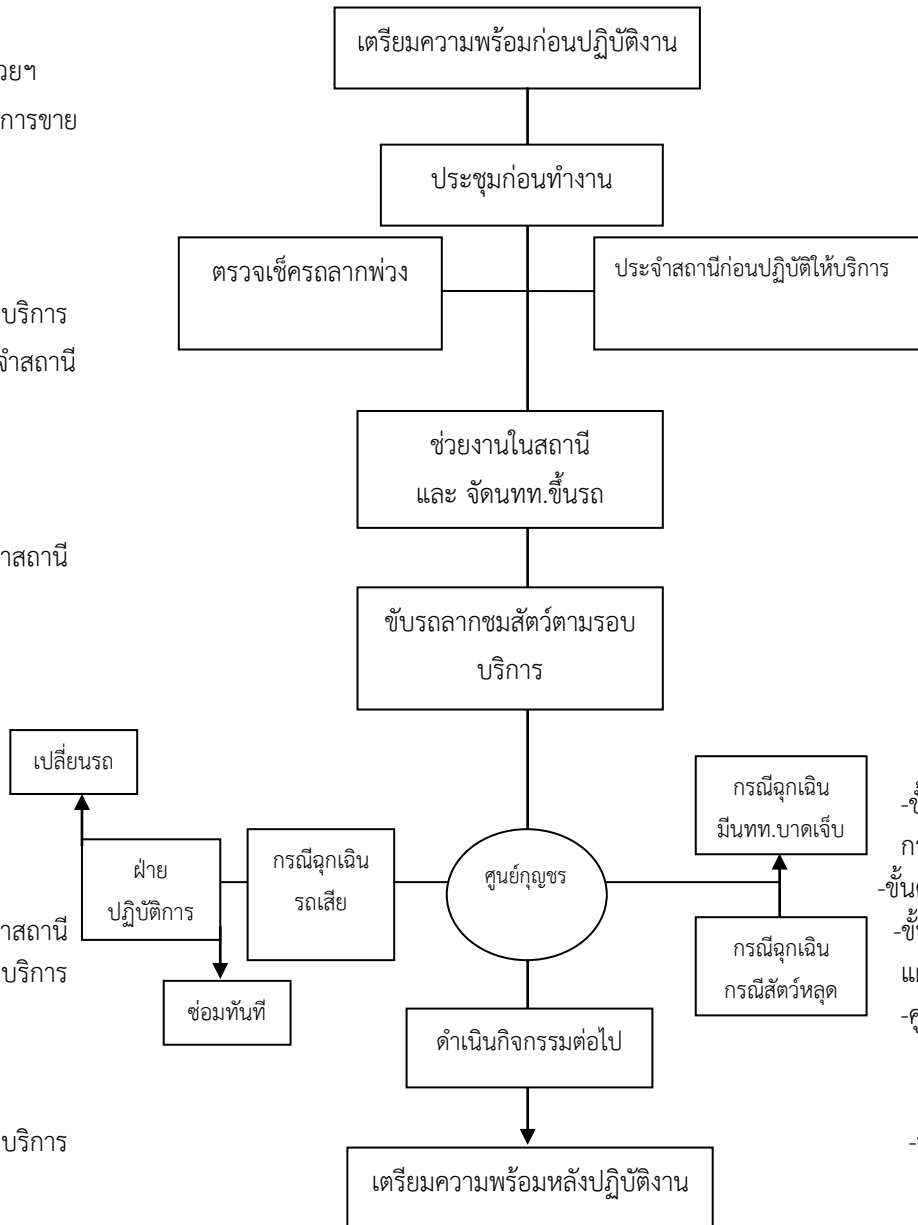 เตรียมความพร้อมก่อนปฏิบัติงาน
การขาย
ประชุมก่อนทำงาน
ตรวจเช็ครถลากพ่วง
ประจำสถานีก่อนปฏิบัติให้บริการ
บริการ
สถานี
ช่วยงานในสถานี
และ จัดนทท.ขึ้นรถ
สถานี
ขับรถลากชมสัตว์ตามรอบ
บริการ
เปลี่ยนรถ
กรณีฉุกเฉิน
มีนทท.บาดเจ็บ
ฝ่าย
ปฏิบัติการ
กรณีฉุกเฉิน
รถเสีย
ศูนย์กุญชร
สถานี
บริการ
กรณีฉุกเฉิน
กรณีสัตว์หลุด
ซ่อมทันที
ดำเนินกิจกรรมต่อไป
บริการ
เตรียมความพร้อมหลังปฏิบัติงาน